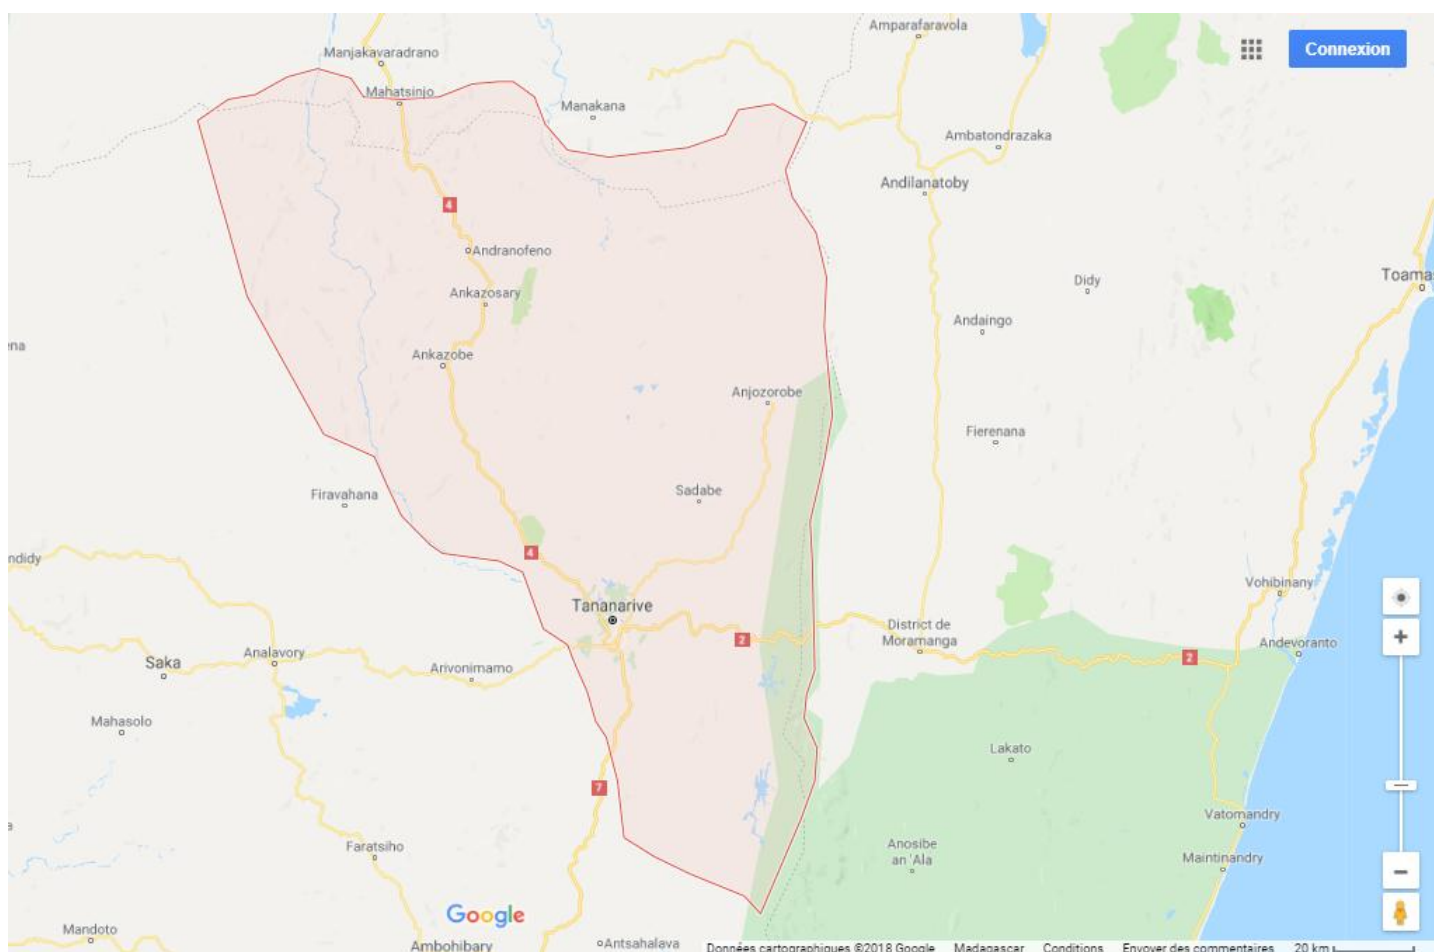 Amparafaravola
Connexion
Manjakavaradrano
Mahatsinjo
Manakana
Ambatondrazaka
Andilanatoby
4
Andranofeno
Toamas
Didy
Ankazosary
Andaingo
ena
Ankazobe
Anjozorobe
Fierenana
Sadabe
Firavahana
4
ndidy
Vohibinany
Tananarive
District de
Moramanga
2
Andevoranto
2
Analavory
Saka
Arivonimamo
Mahasolo
Lakato
7
Vatomandry
Faratsiho
Anosibe
an 'Ala
Maintinandry
Google
Mandoto
Ambohibary
Antsahalava
Données cartographiques ©2018 Google Madagascar Conditions Envoyer des commentaires 20 km